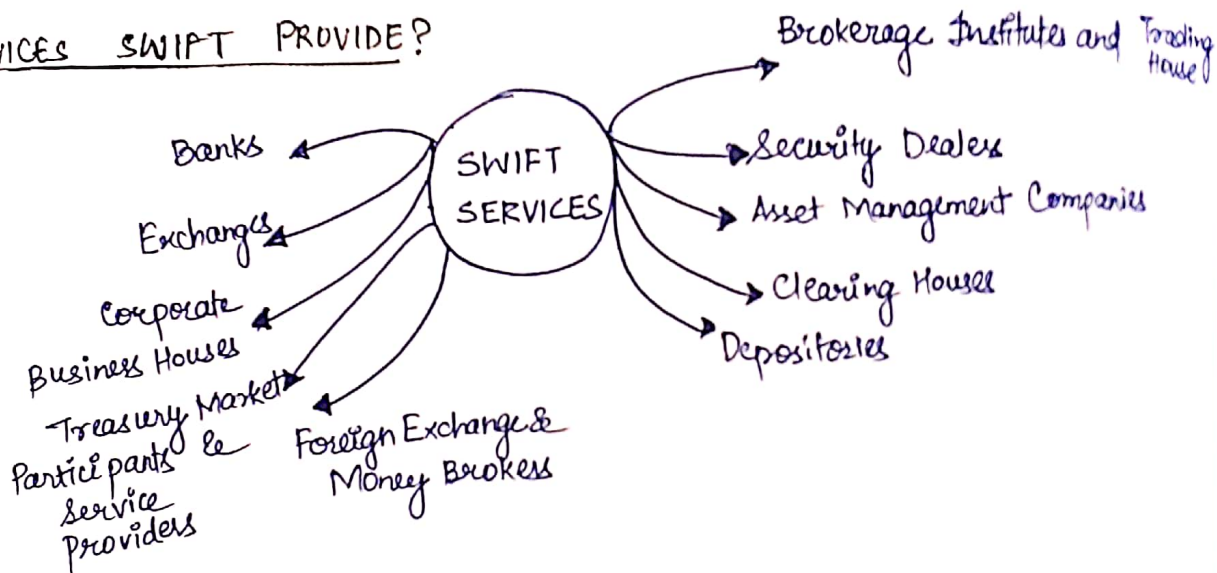 VICES SWIFT PROVIDE?
SWIFT
SERVICES
Banks
Exchanges
Corporate
Business Houses
Treasury Market
Participants &
Service
Providers
Foreign Exchange &
Money Brokers
Brokerage Institutes and Trading
House
Security Dealers
Asset Management Companies
Clearing Houses
Depositories